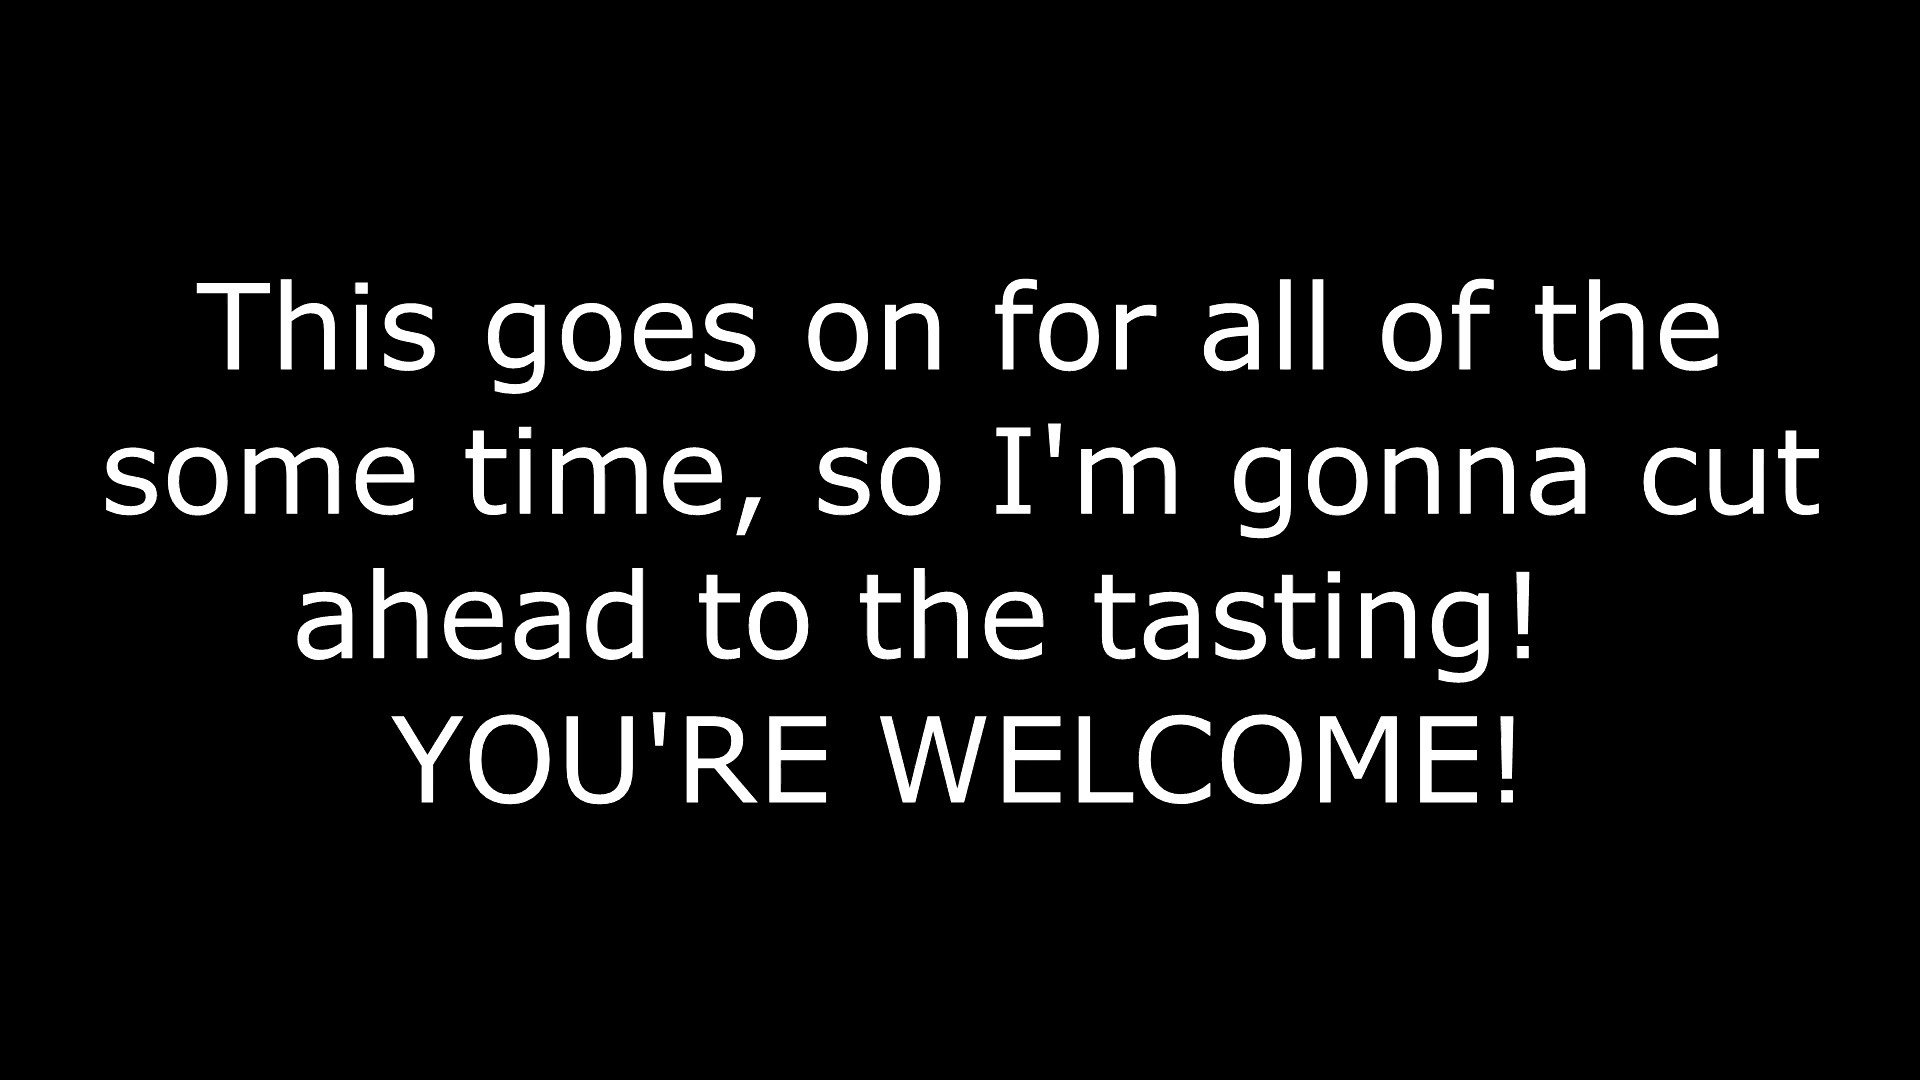 This goes on for all of the
some time, so I'm gonna cut
ahead to the tasting!
YOU'RE WELCOME!